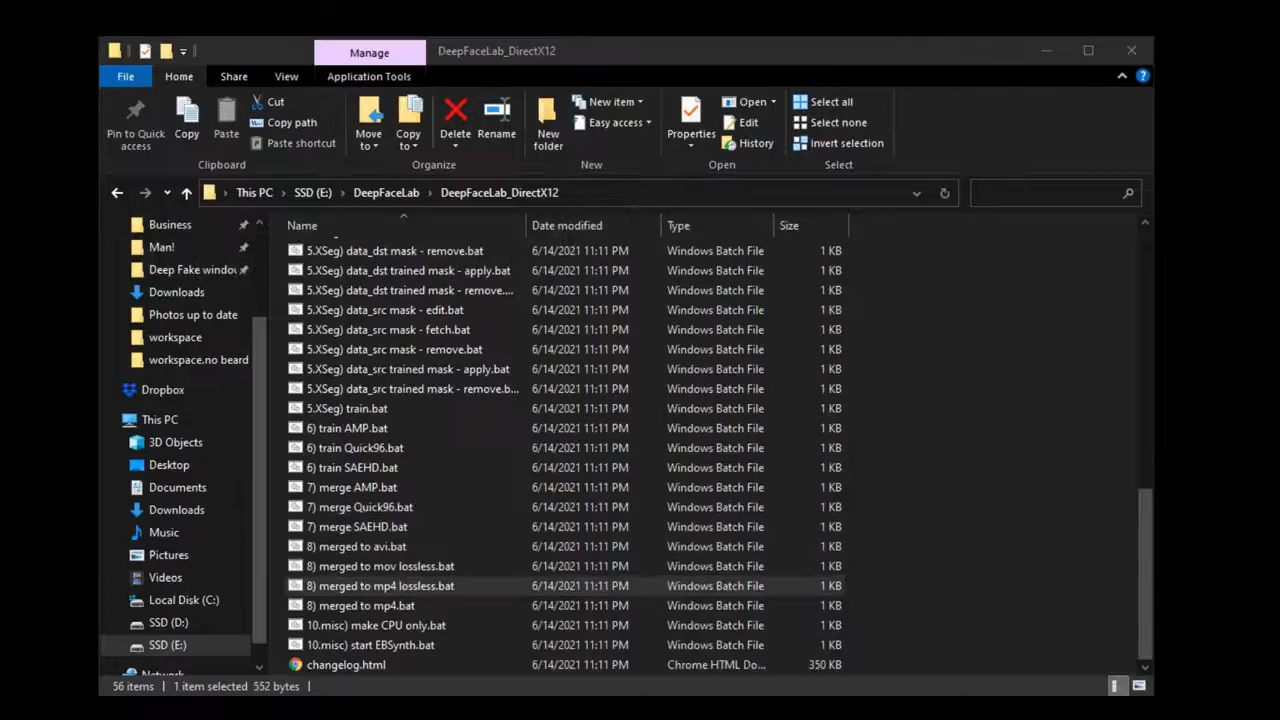 Manage
DeepFaceLab_DirectX12
File Home Share View Application Tools
Pin to Quick access
Copy
Paste
Cut
Copy path
Paste shortcut
Move to
Copy to
Delete
Rename
New folder
New item
Easy access
Properties
Open
Edit
History
Select all
Select none
Invert selection
Clipboard Organize New Open Select
This PC SSD (E:) DeepFaceLab DeepFaceLab_DirectX12
Business
Man!
Deep Fake windo
Downloads
Photos up to date
workspace
workspace.no beard
Dropbox
This PC
3D Objects
Desktop
Documents
Downloads
Music
Pictures
Videos
Local Disk (C:)
SSD (D:)
SSD (E:)
Network
Name Date modified Type Size
5.XSeg) data_dst mask - remove.bat 6/14/2021 11:11 PM Windows Batch File 1 KB
5.XSeg) data_dst trained mask - apply.bat 6/14/2021 11:11 PM Windows Batch File 1 KB
5.XSeg) data_dst trained mask - remove.... 6/14/2021 11:11 PM Windows Batch File 1 KB
5.XSeg) data_src mask - edit.bat 6/14/2021 11:11 PM Windows Batch File 1 KB
5.XSeg) data_src mask - fetch.bat 6/14/2021 11:11 PM Windows Batch File 1 KB
5.XSeg) data_src mask - remove.bat 6/14/2021 11:11 PM Windows Batch File 1 KB
5.XSeg) data_src trained mask - apply.bat 6/14/2021 11:11 PM Windows Batch File 1 KB
5.XSeg) data_src trained mask - remove.b... 6/14/2021 11:11 PM Windows Batch File 1 KB
5.XSeg) train.bat 6/14/2021 11:11 PM Windows Batch File 1 KB
6) train AMP.bat 6/14/2021 11:11 PM Windows Batch File 1 KB
6) train Quick96.bat 6/14/2021 11:11 PM Windows Batch File 1 KB
6) train SAEHD.bat 6/14/2021 11:11 PM Windows Batch File 1 KB
7) merge AMP.bat 6/14/2021 11:11 PM Windows Batch File 1 KB
7) merge Quick96.bat 6/14/2021 11:11 PM Windows Batch File 1 KB
7) merge SAEHD.bat 6/14/2021 11:11 PM Windows Batch File 1 KB
8) merged to avi.bat 6/14/2021 11:11 PM Windows Batch File 1 KB
8) merged to mov lossless.bat 6/14/2021 11:11 PM Windows Batch File 1 KB
8) merged to mp4 lossless.bat 6/14/2021 11:11 PM Windows Batch File 1 KB
8) merged to mp4.bat 6/14/2021 11:11 PM Windows Batch File 1 KB
10.misc) make CPU only.bat 6/14/2021 11:11 PM Windows Batch File 1 KB
10.misc) start EBSynth.bat 6/14/2021 11:11 PM Windows Batch File 1 KB
changelog.html 6/14/2021 11:11 PM Chrome HTML Do... 350 KB
56 items 1 item selected 552 bytes